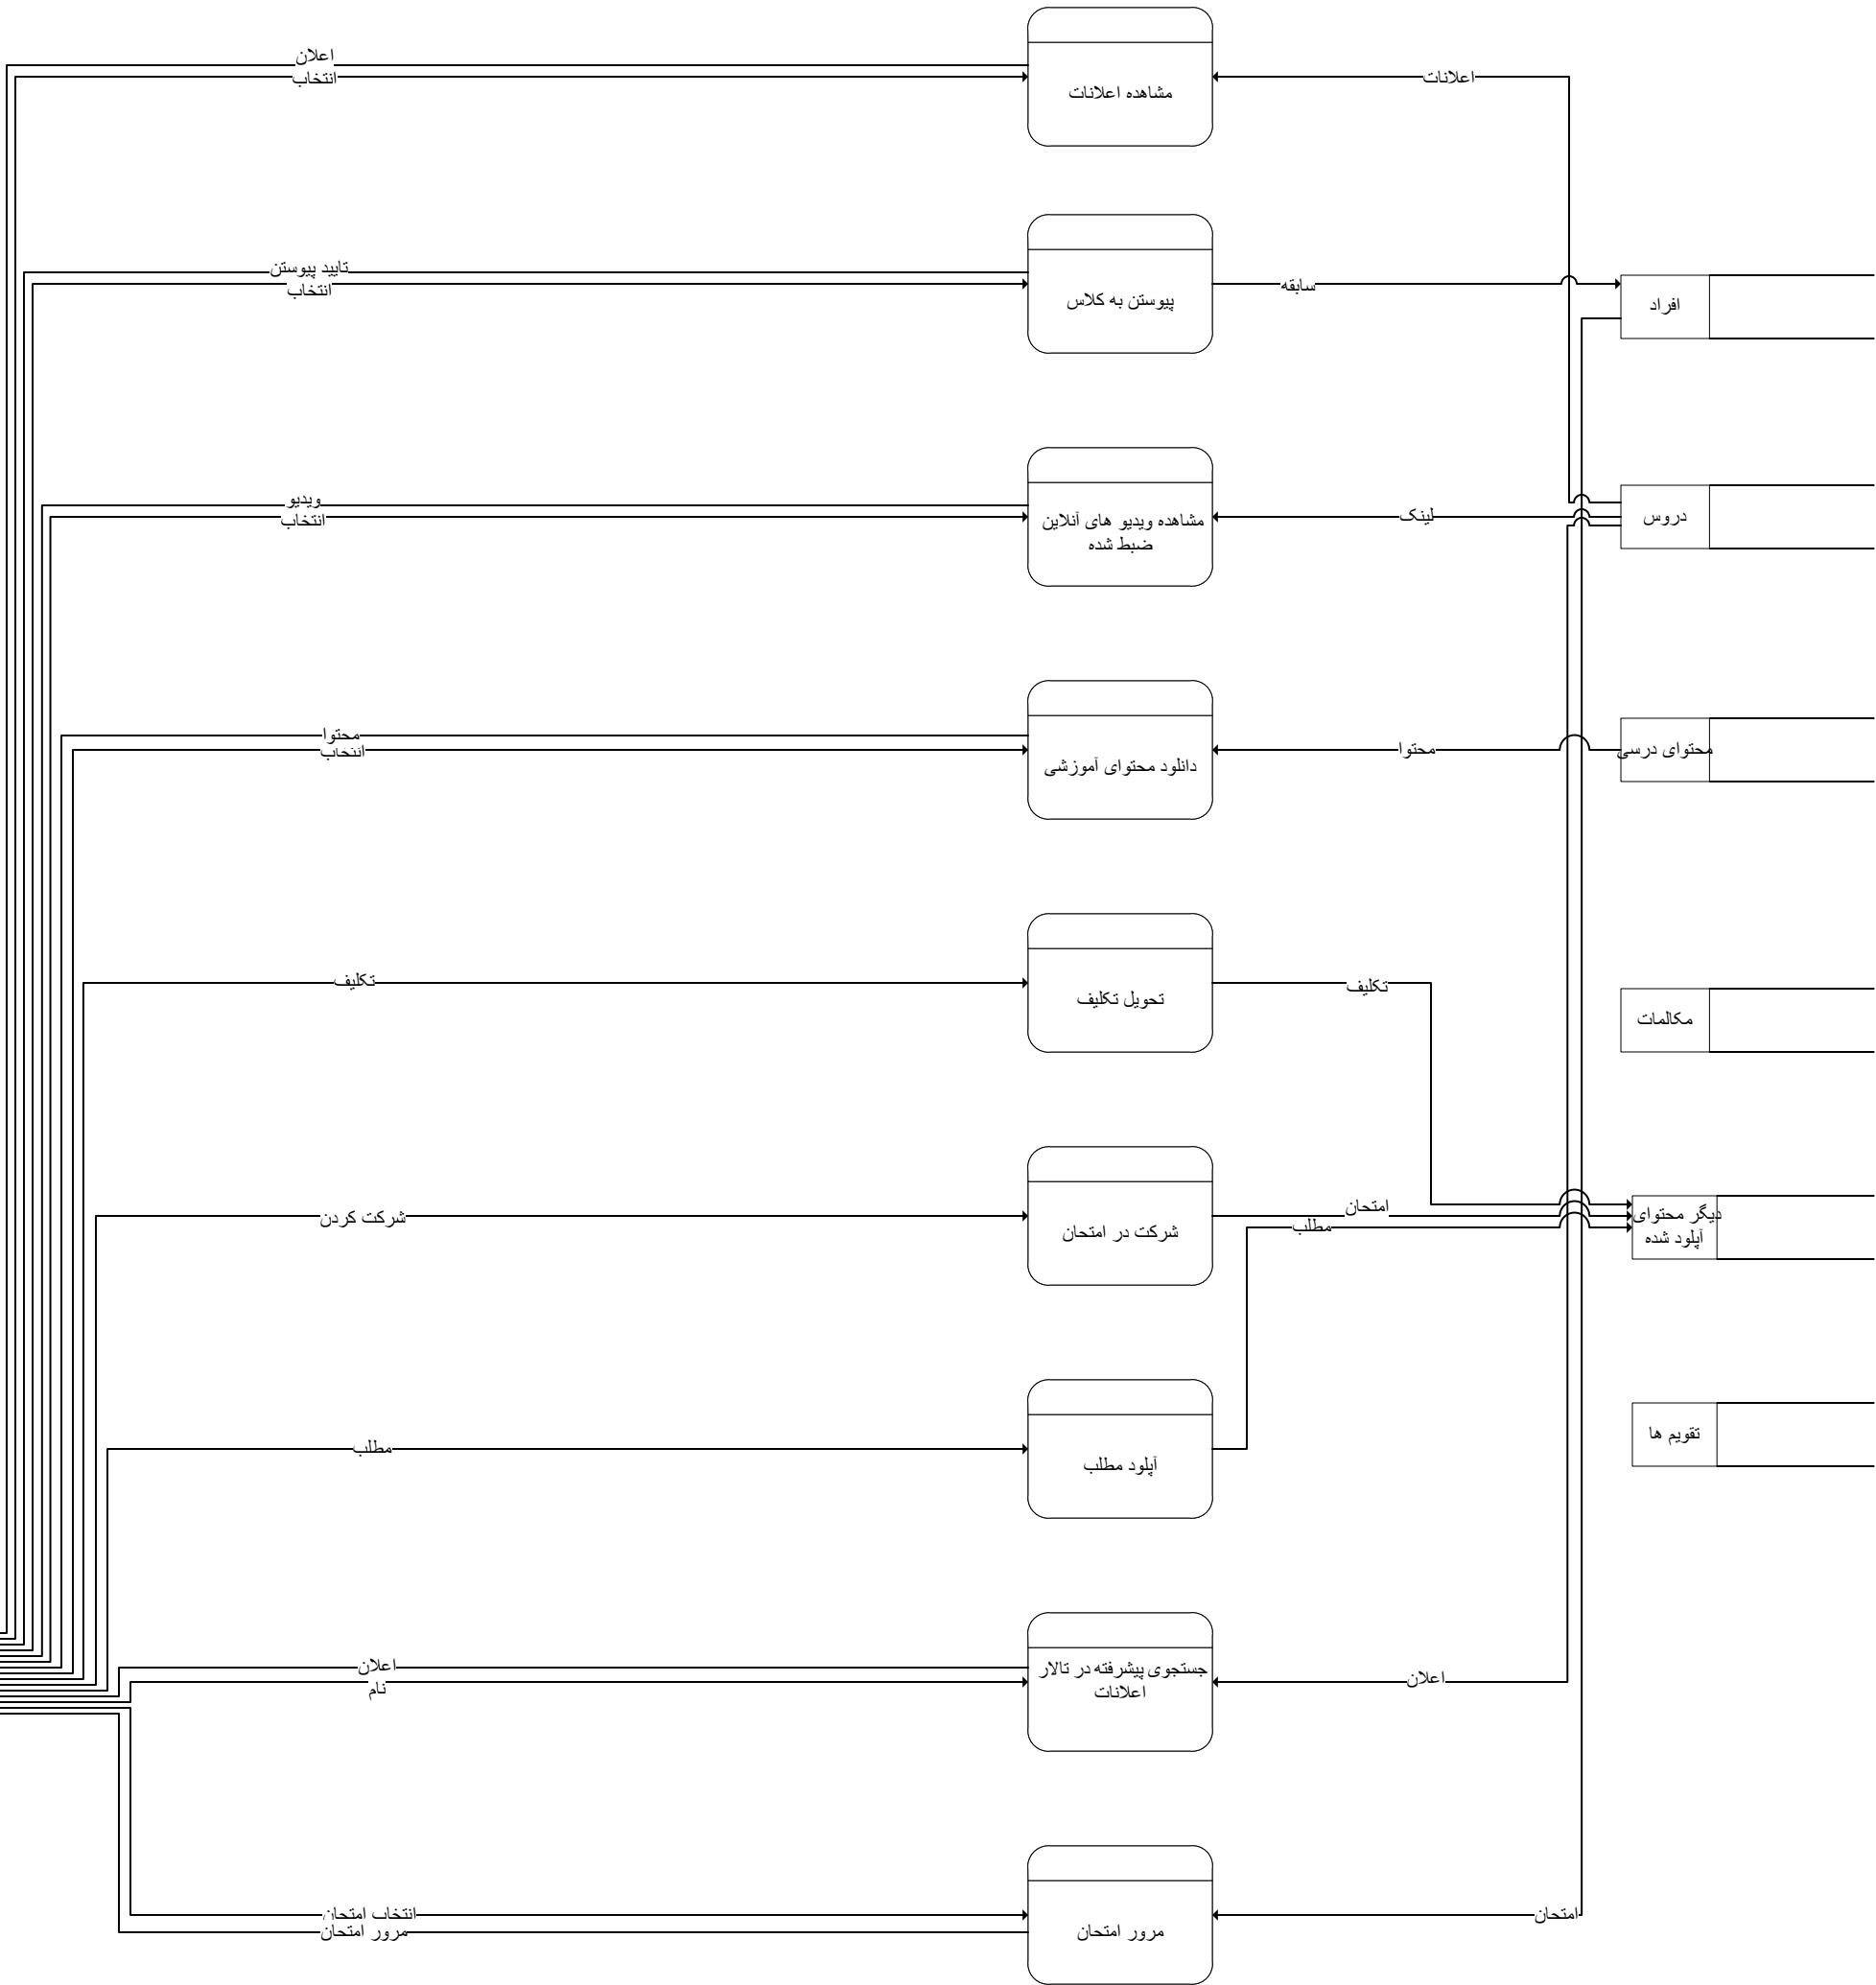 اعلان
انتخاب
مشاهده اعلانات
اعلانات
تایید پیوستن
انتخاب
پیوستن به کلاس
سابقه
افراد
ویدیو
انتخاب
مشاهده ویدیو های آنلاین
ضبط شده
لینک
دروس
محتوا
انتخاب
دانلود محتوای آموزشی
محتوا
محتوای درسی
تکلیف
تحویل تکلیف
تکلیف
مکالمات
شرکت کردن
شرکت در امتحان
امتحان
مطلب
دیگر محتوای
آپلود شده
مطلب
آپلود مطلب
تقویم ها
اعلان
نام
جستجوی پیشرفته در تالار
اعلانات
اعلان
انتخاب امتحان
مرور امتحان
مرور امتحان
امتحان